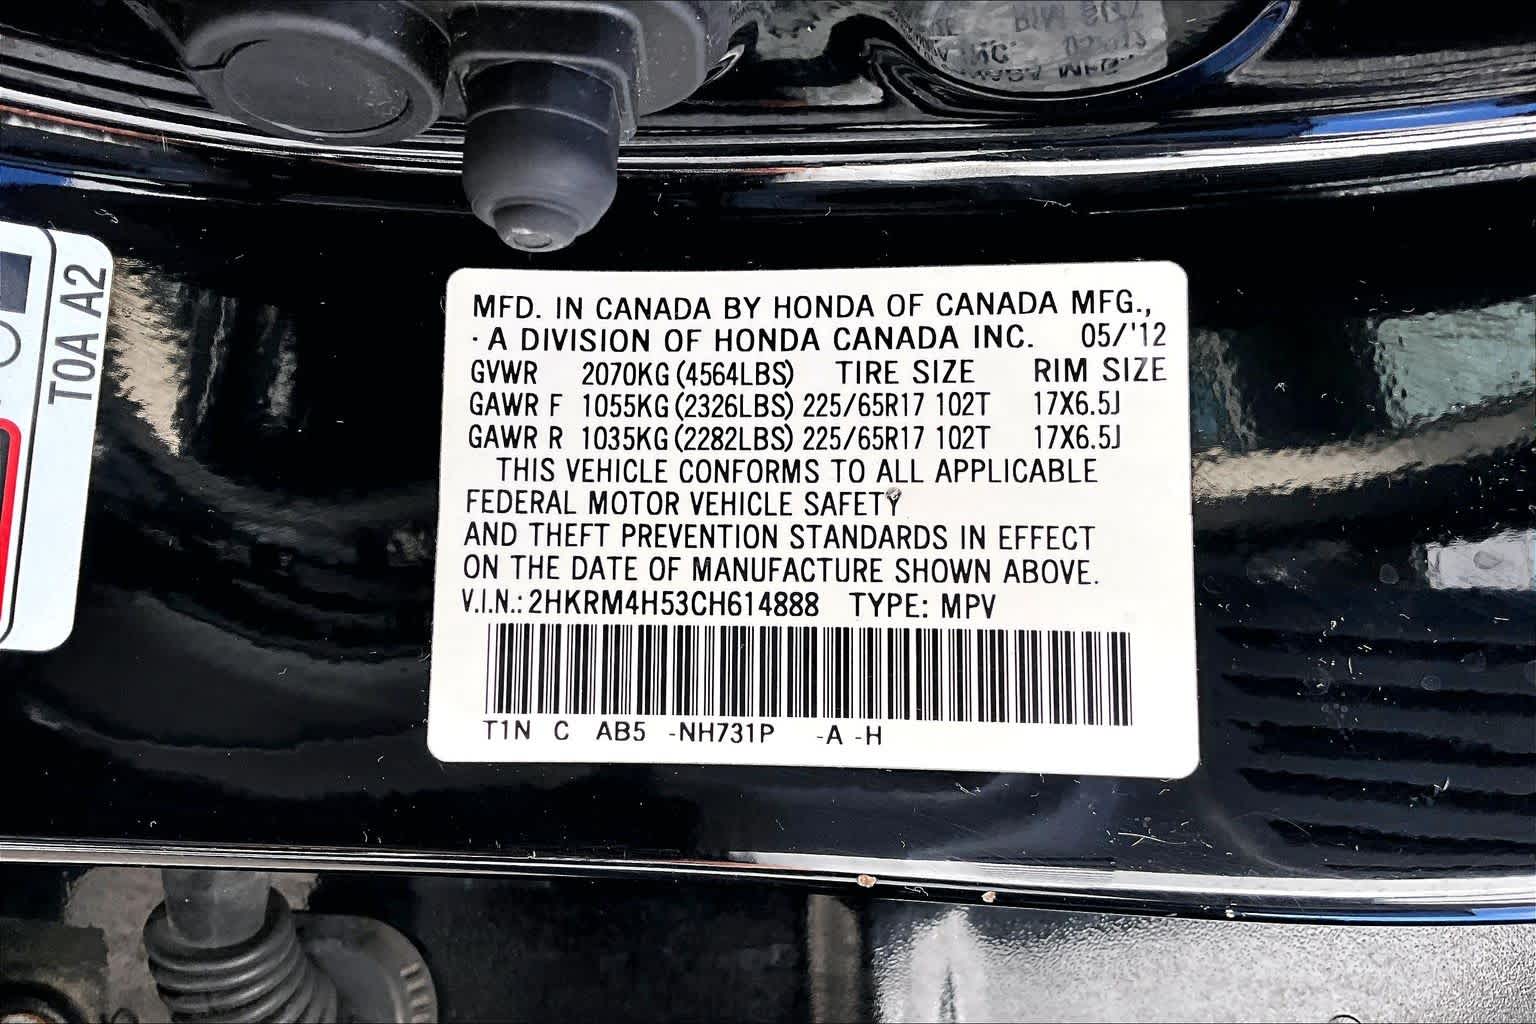 T0A A2
MFD. IN CANADA BY HONDA OF CANADA MFG.,
· A DIVISION OF HONDA CANADA INC. 05/'12
GVWR 2070KG (4564LBS) TIRE SIZE RIM SIZE
GAWR F 1055KG (2326LBS) 225/65R17 102T 17X6.5J
GAWR R 1035KG (2282LBS) 225/65R17 102T 17X6.5J
THIS VEHICLE CONFORMS TO ALL APPLICABLE
FEDERAL MOTOR VEHICLE SAFETY
AND THEFT PREVENTION STANDARDS IN EFFECT
ON THE DATE OF MANUFACTURE SHOWN ABOVE.
V.I.N.: 2HKRM4H53CH614888 TYPE: MPV
T1N C AB5 -NH731P -A -H